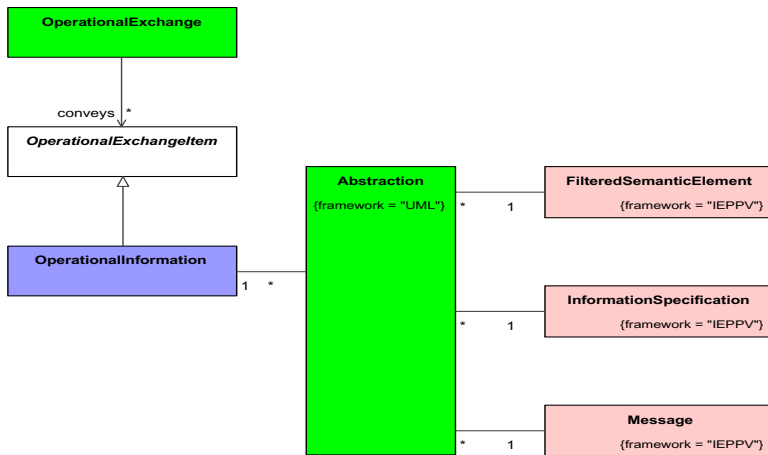 OperationalExchange
conveys *
OperationalExchangeItem
Abstraction
{framework = "UML"}
FilteredSemanticElement
{framework = "IEPPV"}
* 1
OperationalInformation
1 *
InformationSpecification
{framework = "IEPPV"}
* 1
Message
{framework = "IEPPV"}
* 1